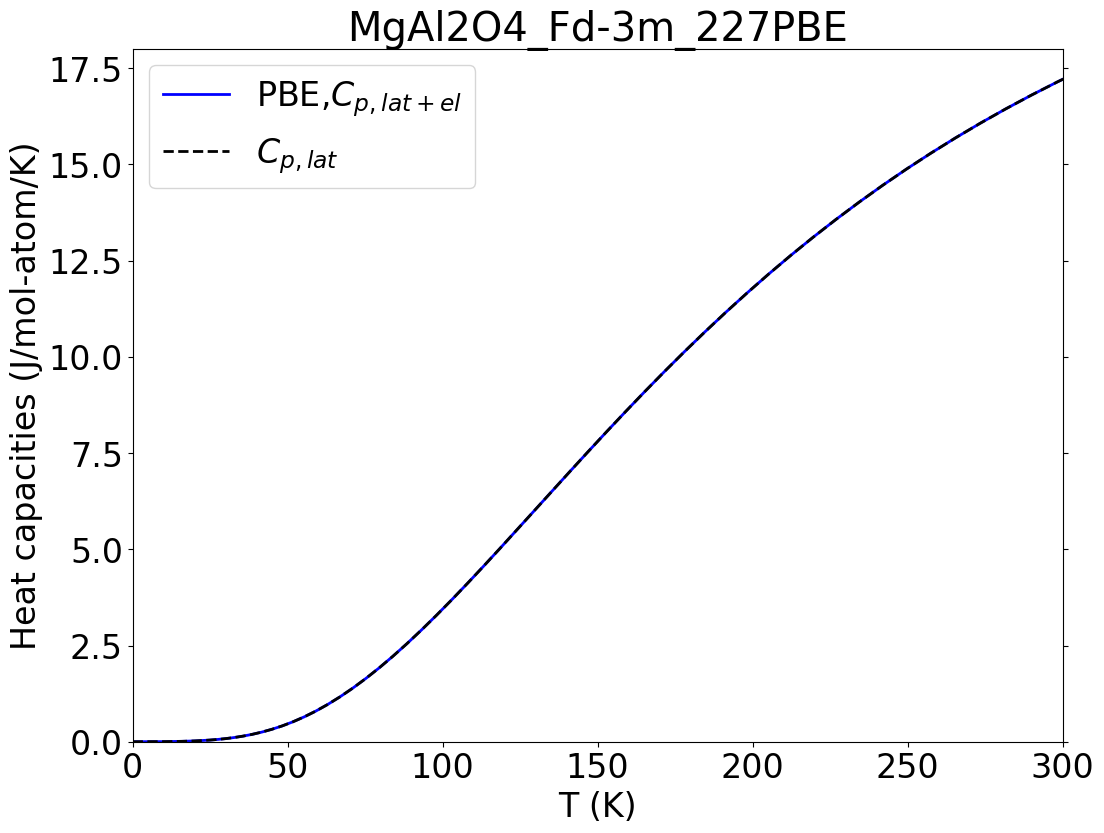 MgAl2O4_Fd-3m_227PBE
PBE,C_{p,lat+el}
C_{p,lat}
Heat capacities (J/mol-atom/K)
17.5
15.0
12.5
10.0
7.5
5.0
2.5
0.0
0 50 100 150 200 250 300
T (K)